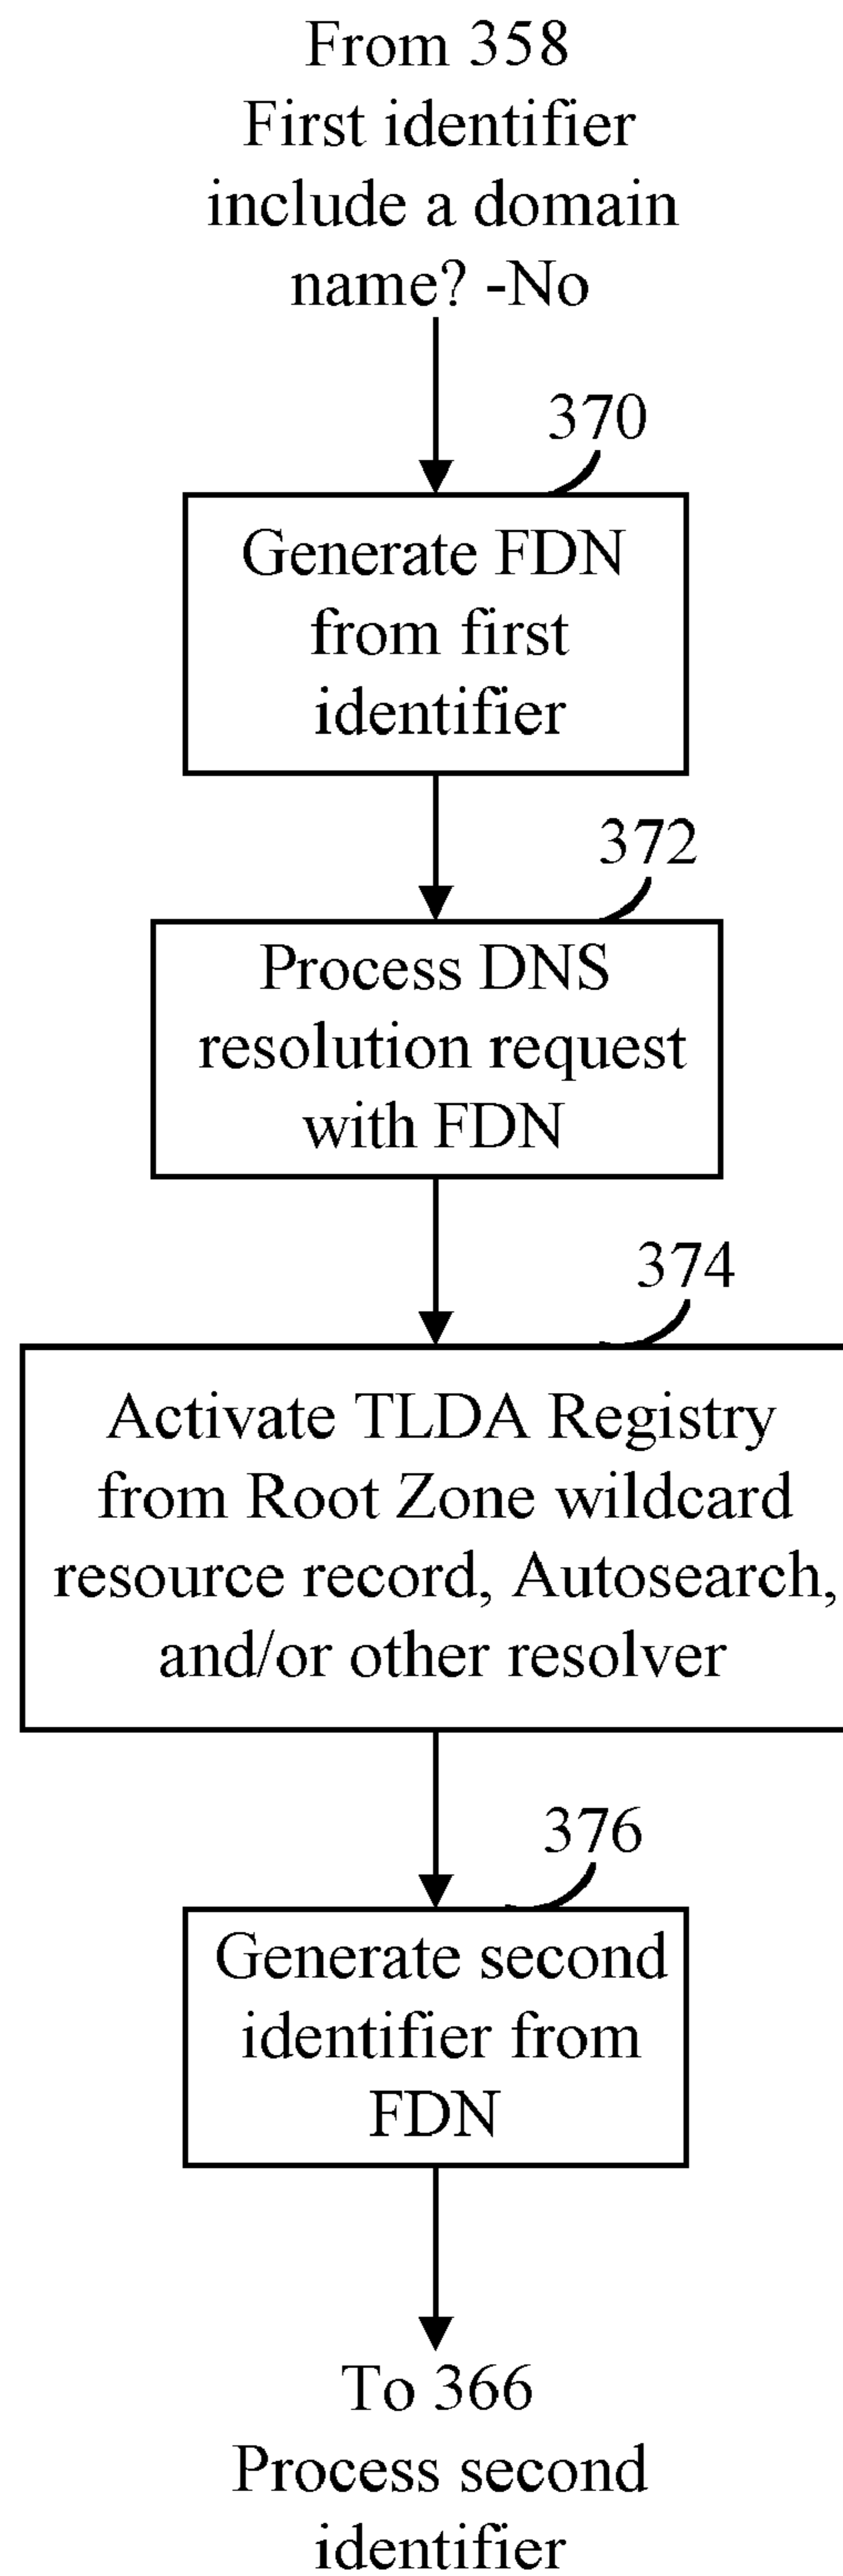 From 358
First identifier
include a domain
name? -No
370
Generate FDN
from first
identifier
372
Process DNS
resolution request
with FDN
374
Activate TLDA Registry
from Root Zone wildcard
resource record, Autosearch,
and/or other resolver
376
Generate second
identifier from
FDN
To 366
Process second
identifier